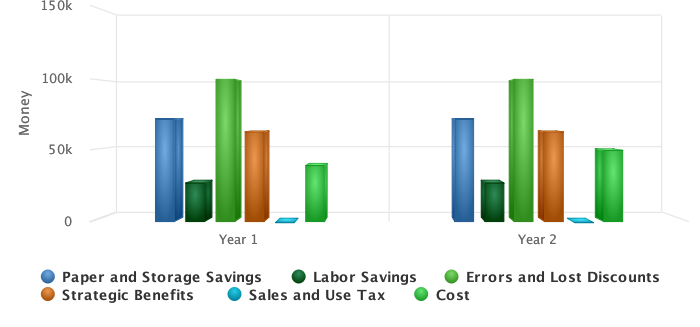 150k
100k
50k
0
Money
Year 1
Year 2
Paper and Storage Savings
Labor Savings
Errors and Lost Discounts
Strategic Benefits
Sales and Use Tax
Cost